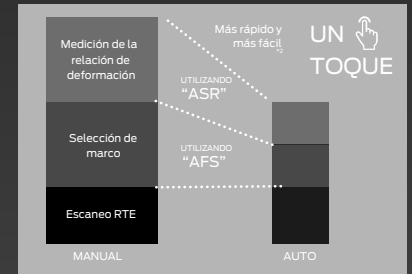 Medición de la
relación de
deformación
Selección de
marco
Escaneo RTE
MANUAL
UTILIZANDO
“ASR”
UTILIZANDO
“AFS”
Más rápido y
más fácil
*2
UN
TOQUE
AUTO